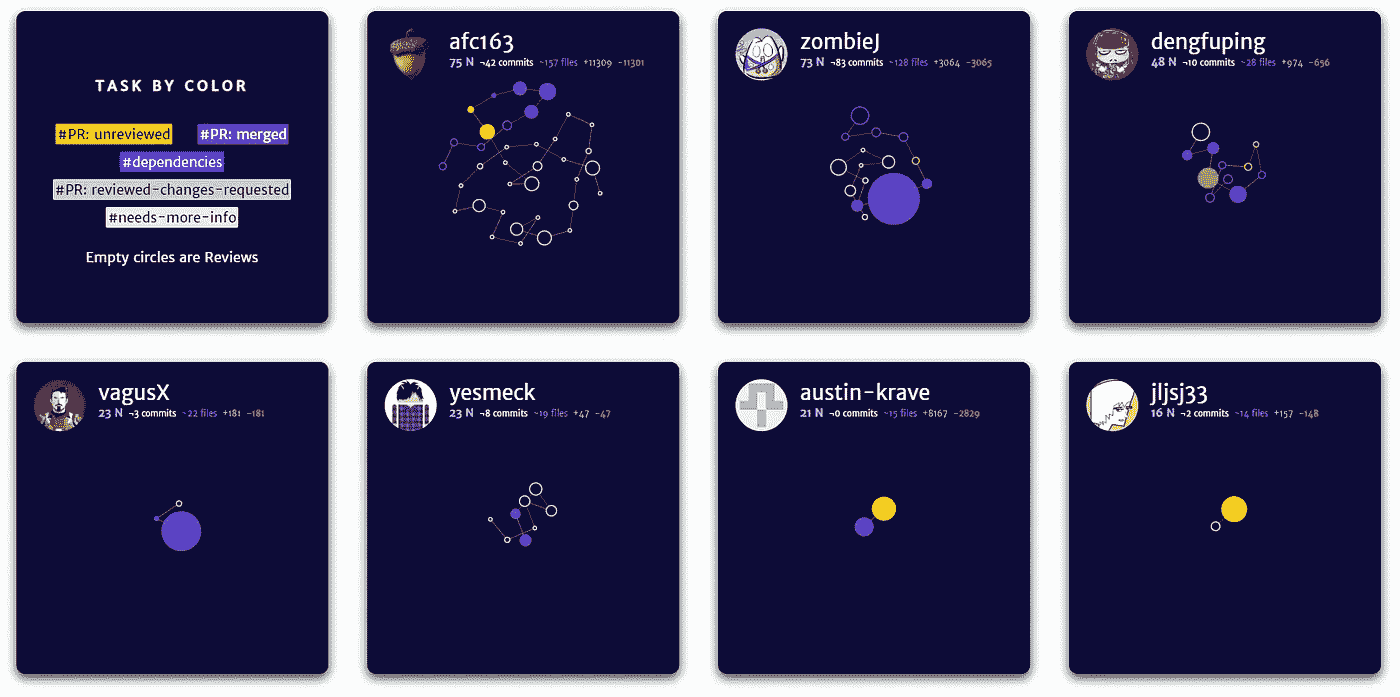 TASK BY COLOR
#PR: unreviewed #PR: merged
#dependencies
#PR: reviewed-changes-requested
#needs-more-info
Empty circles are Reviews
afc163
75 N ¬42 commits ~157 files +11309 -11301
zombieJ
73 N ¬83 commits ~128 files +3064 -3065
dengfuping
48 N ¬10 commits ~28 files +974 -656
vagusX
23 N ¬3 commits ~22 files +181 -181
yesmeck
23 N ¬8 commits ~19 files +47 -47
austin-krave
21 N ¬0 commits ~15 files +8167 -2829
jljsj33
16 N ¬2 commits ~14 files +157 -148